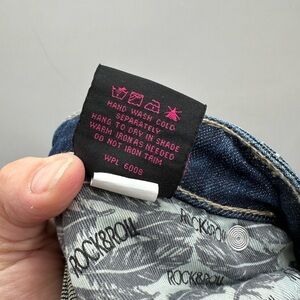 HAND WASH COLD
SEPARATELY
HANG TO DRY IN SHADE
WARM IRON AS NEEDED
DO NOT IRON TRIM
WPL 6008
ROCK&ROLL
ROCK&ROLL
ROCK&ROLL